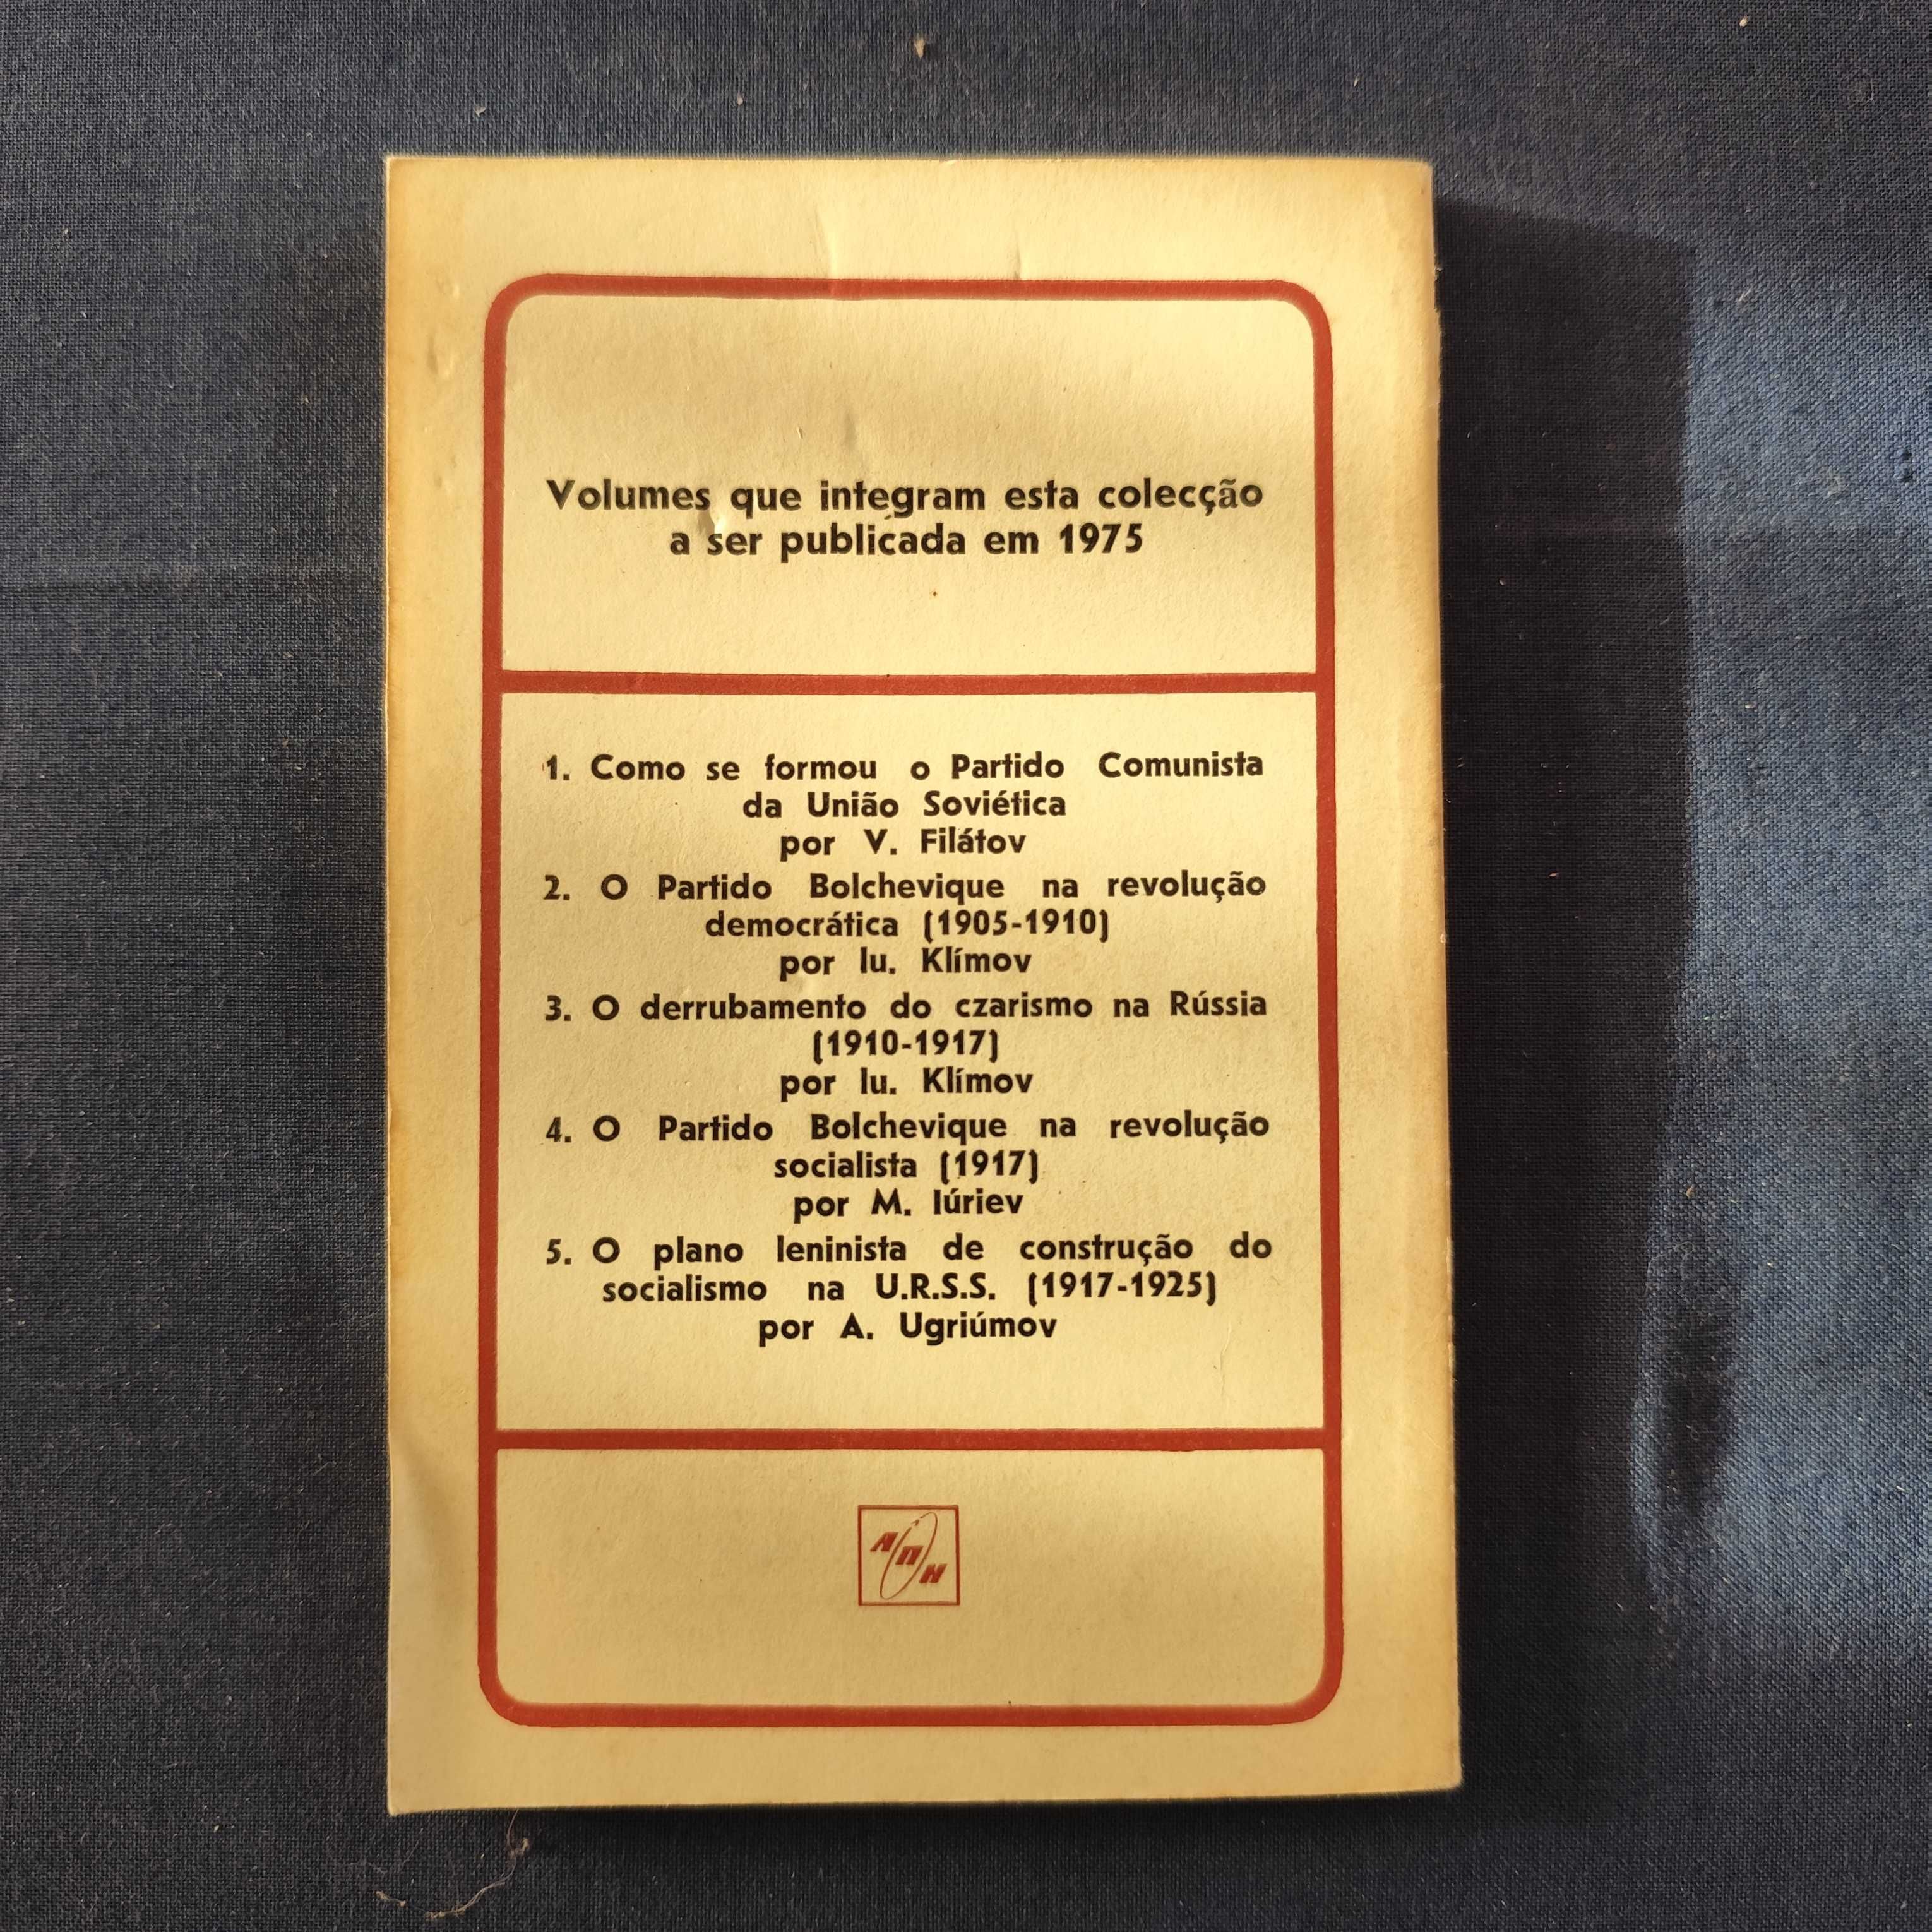 Volumes que integram esta colecção
a ser publicada em 1975
1. Como se formou o Partido Comunista
da União Soviética
por V. Filátov
2. O Partido Bolchevique na revolução
democrática (1905-1910)
por Iu. Klímov
3. O derrubamento do czarismo na Rússia
(1910-1917)
por Iu. Klímov
4. O Partido Bolchevique na revolução
socialista (1917)
por M. Iúriev
5. O plano leninista de construção do
socialismo na U.R.S.S. (1917-1925)
por A. Ugriúmov
АПН